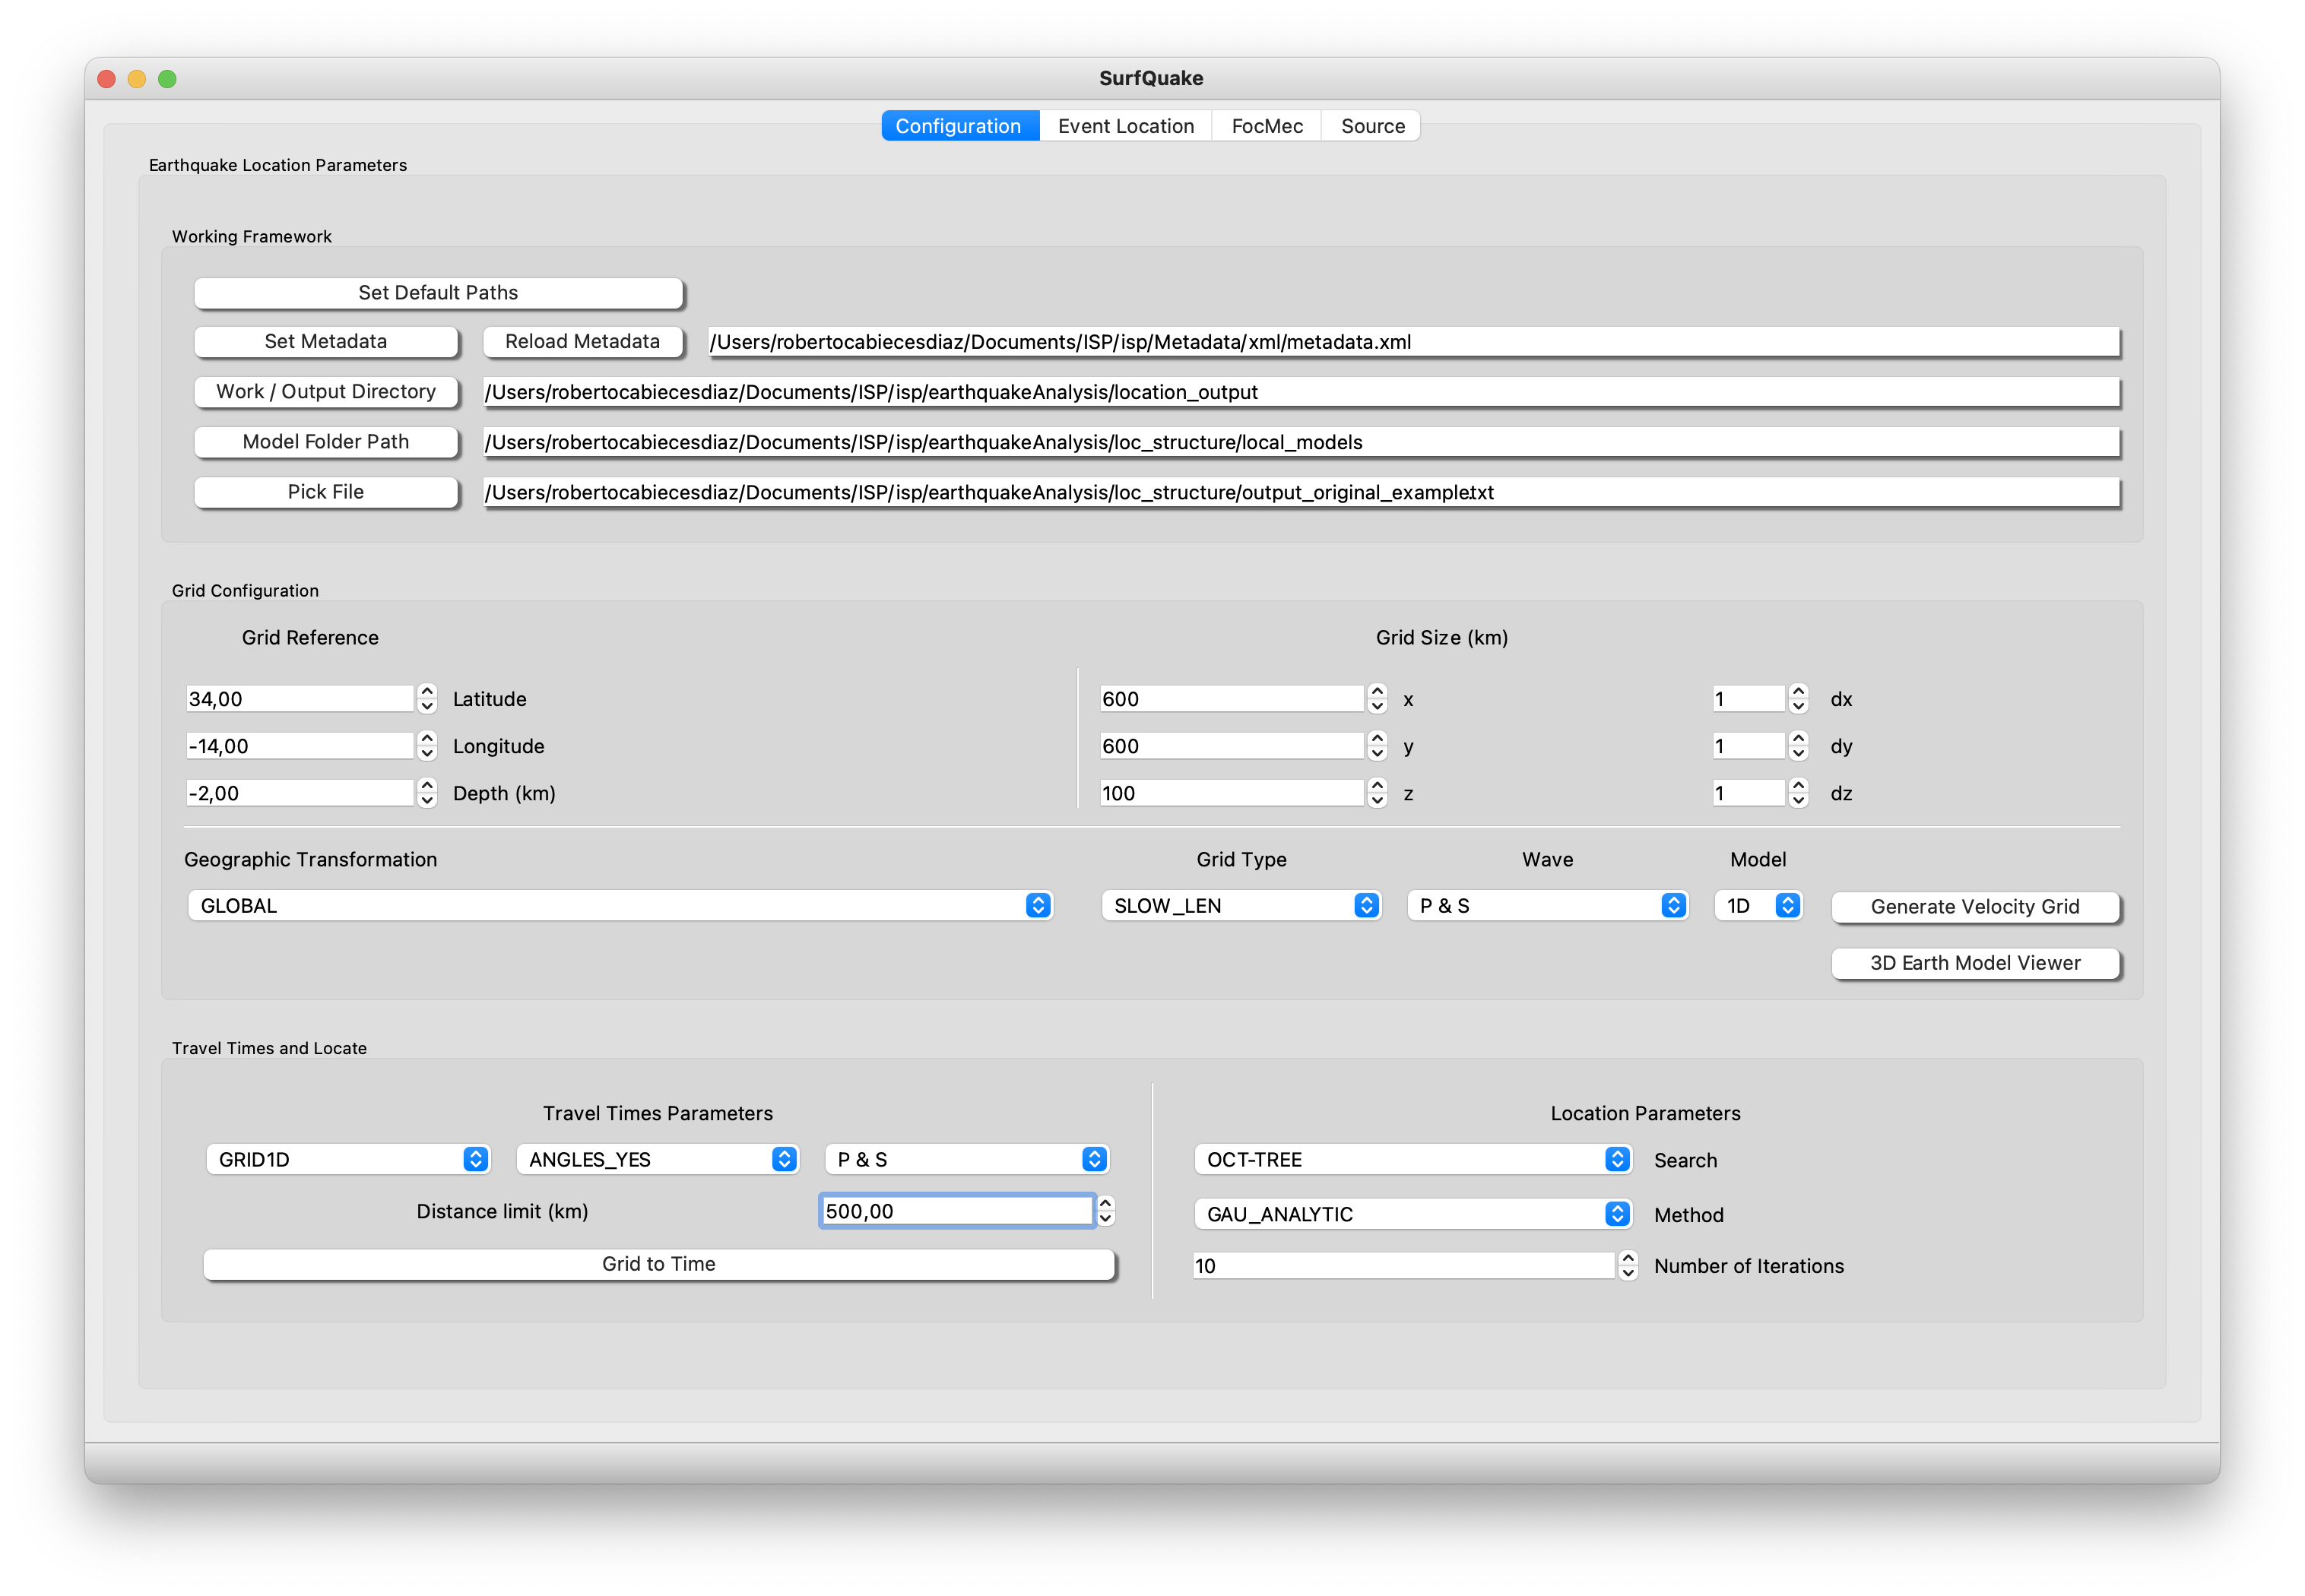 SurfQuake
Configuration Event Location FocMec Source
Earthquake Location Parameters
Working Framework
Set Default Paths
Set Metadata Reload Metadata /Users/robertocabiecesdiaz/Documents/ISP/isp/Metadata/xml/metadata.xml
Work / Output Directory /Users/robertocabiecesdiaz/Documents/ISP/isp/earthquakeAnalysis/location_output
Model Folder Path /Users/robertocabiecesdiaz/Documents/ISP/isp/earthquakeAnalysis/loc_structure/local_models
Pick File /Users/robertocabiecesdiaz/Documents/ISP/isp/earthquakeAnalysis/loc_structure/output_original_example.txt
Grid Configuration
Grid Reference Grid Size (km)
34,00 Latitude 600 x 1 dx
-14,00 Longitude 600 y 1 dy
-2,00 Depth (km) 100 z 1 dz
Geographic Transformation Grid Type Wave Model
GLOBAL SLOW_LEN P & S 1D Generate Velocity Grid
3D Earth Model Viewer
Travel Times and Locate
Travel Times Parameters Location Parameters
GRID1D ANGLES_YES P & S OCT-TREE Search
Distance limit (km) 500,00 GAU_ANALYTIC Method
Grid to Time 10 Number of Iterations